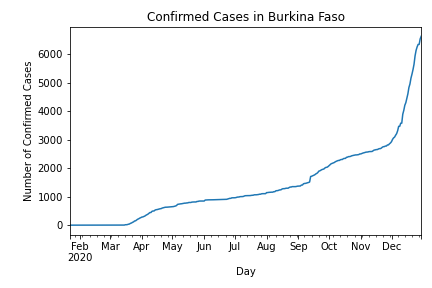 Confirmed Cases in Burkina Faso
Number of Confirmed Cases
6000
5000
4000
3000
2000
1000
0
Feb Mar Apr May Jun Jul Aug Sep Oct Nov Dec
2020
Day